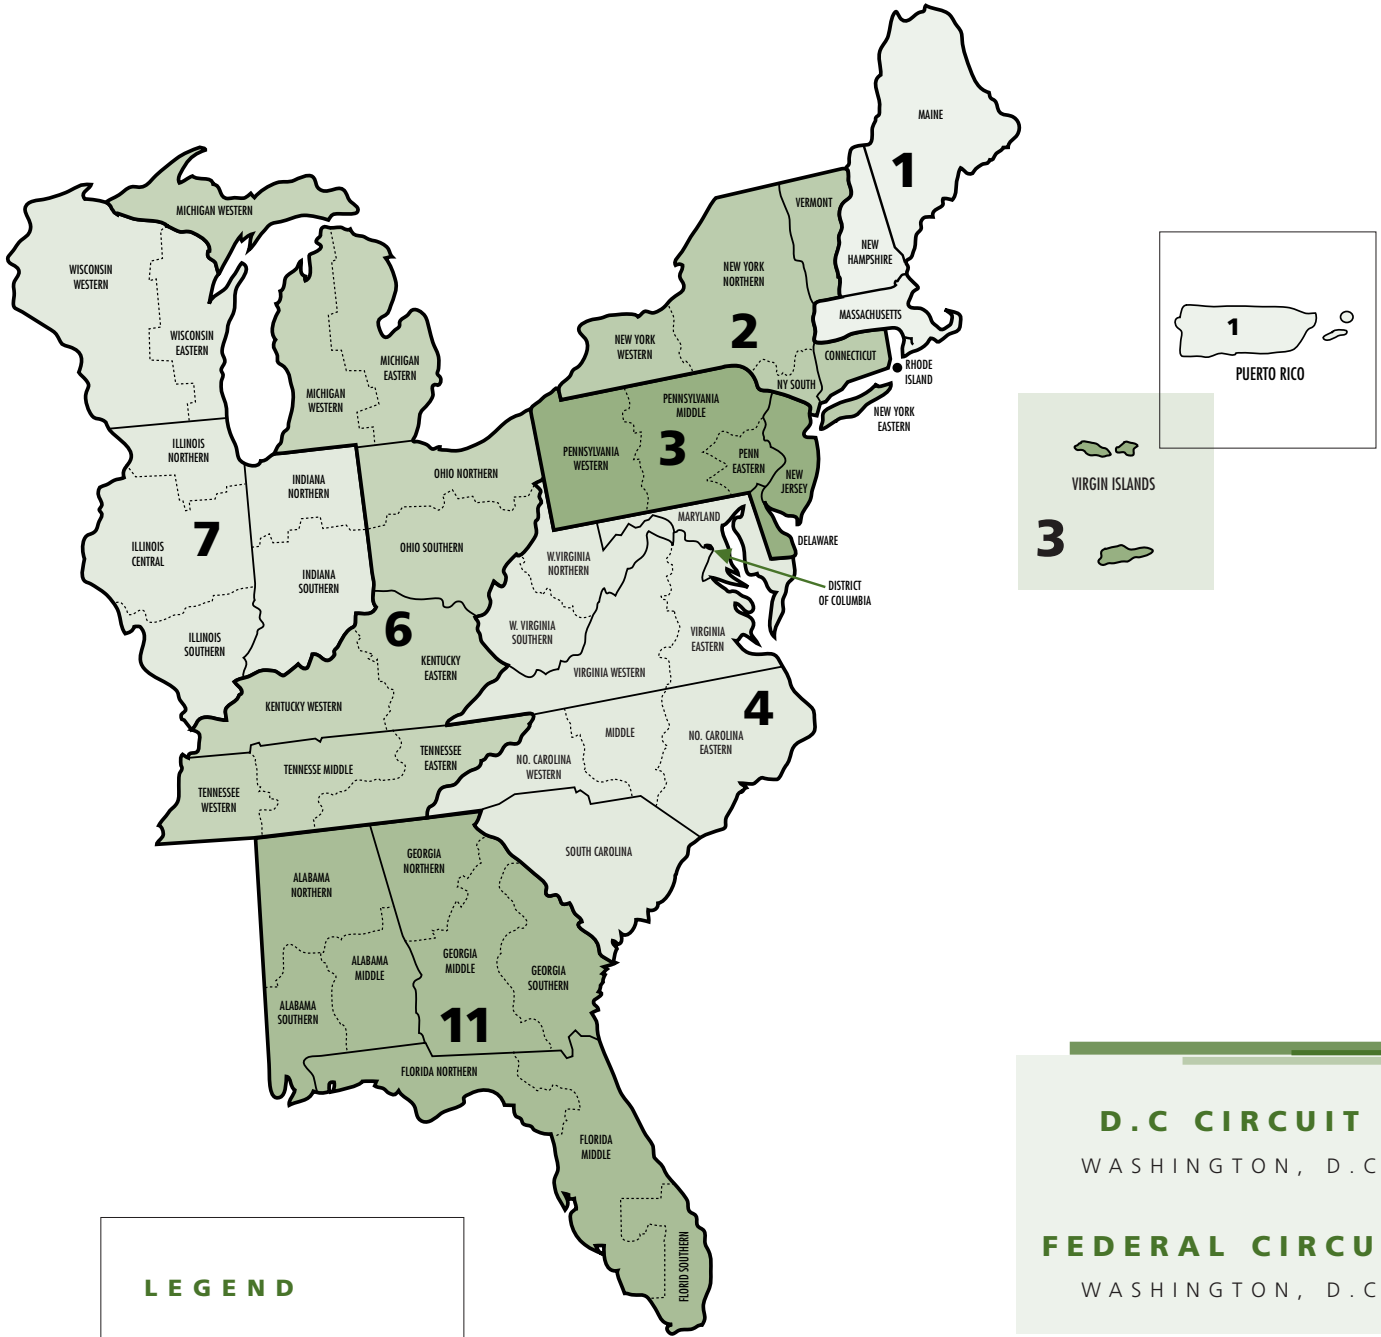 MAINE
1
MICHIGAN WESTERN
VERMONT
NEW
HAMPSHIRE
WISCONSIN
WESTERN
NEW YORK
NORTHERN
MASSACHUSETTS
1
WISCONSIN
EASTERN
2
NEW YORK
WESTERN
CONNECTICUT
MICHIGAN
EASTERN
RHODE
ISLAND
PUERTO RICO
NY SOUTH
MICHIGAN
WESTERN
PENNSYLVANIA
MIDDLE
NEW YORK
EASTERN
ILLINOIS
NORTHERN
PENNSYLVANIA
WESTERN
3
PENN
EASTERN
OHIO NORTHERN
INDIANA
NORTHERN
NEW
JERSEY
VIRGIN ISLANDS
MARYLAND
3
ILLINOIS
CENTRAL
7
OHIO SOUTHERN
DELAWARE
W.VIRGINIA
NORTHERN
INDIANA
SOUTHERN
DISTRICT
OF COLUMBIA
6
W. VIRGINIA
SOUTHERN
VIRGINIA
EASTERN
ILLINOIS
SOUTHERN
KENTUCKY
EASTERN
VIRGINIA WESTERN
KENTUCKY WESTERN
4
MIDDLE
NO. CAROLINA
EASTERN
TENNESSEE
EASTERN
NO. CAROLINA
WESTERN
TENNESSE MIDDLE
TENNESSEE
WESTERN
SOUTH CAROLINA
GEORGIA
NORTHERN
ALABAMA
NORTHERN
ALABAMA
MIDDLE
GEORGIA
MIDDLE
GEORGIA
SOUTHERN
ALABAMA
SOUTHERN
11
FLORIDA NORTHERN
FLORIDA
MIDDLE
FLORID SOUTHERN
D.C CIRCUIT
WASHINGTON, D.C
FEDERAL CIRCU
WASHINGTON, D.C
LEGEND